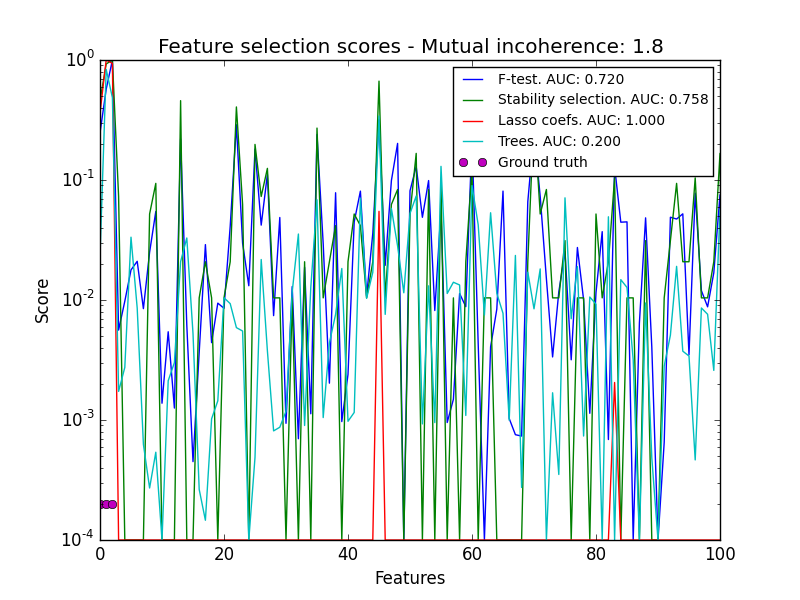 Feature selection scores - Mutual incoherence: 1.8
10^0
10^-1
10^-2
10^-3
10^-4
Score
F-test. AUC: 0.720
Stability selection. AUC: 0.758
Lasso coefs. AUC: 1.000
Trees. AUC: 0.200
Ground truth
0 20 40 60 80 100
Features